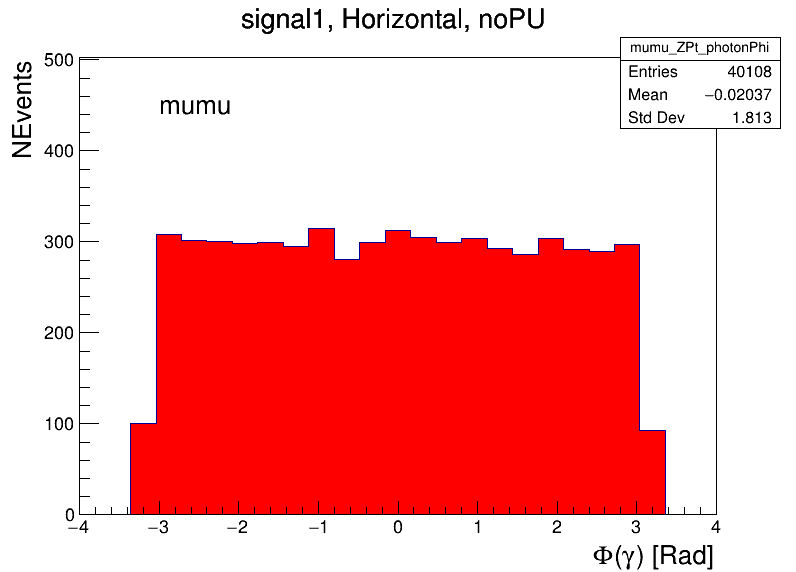 signal1, Horizontal, noPU
mumu_ZPt_photonPhi
Entries 40108
Mean −0.02037
Std Dev 1.813
NEvents
mumu
500
400
300
200
100
0
−4 −3 −2 −1 0 1 2 3 4
Φ(γ) [Rad]